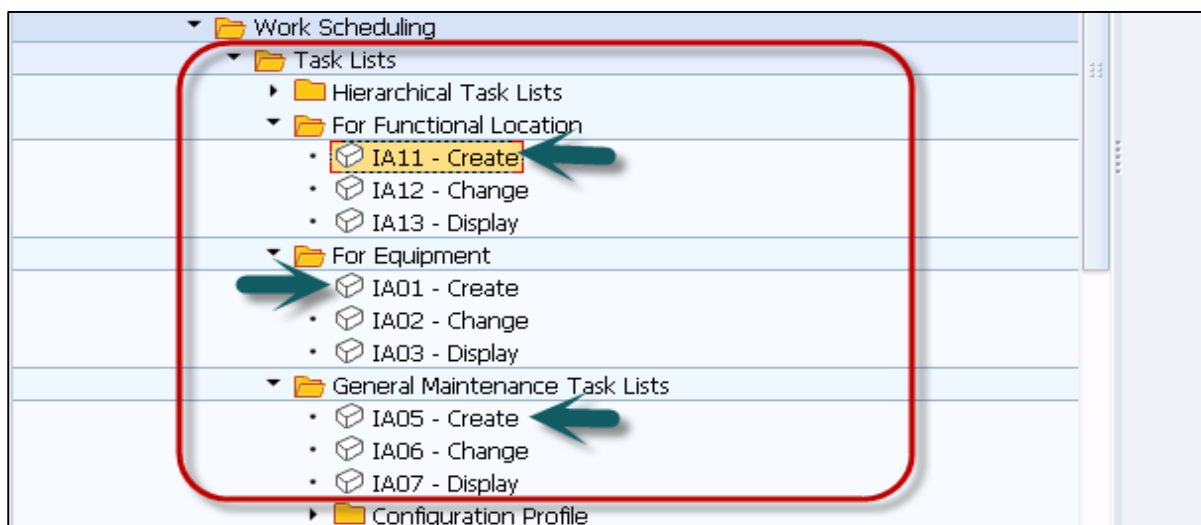 Work Scheduling
Task Lists
Hierarchical Task Lists
For Functional Location
IA11 - Create
IA12 - Change
IA13 - Display
For Equipment
IA01 - Create
IA02 - Change
IA03 - Display
General Maintenance Task Lists
IA05 - Create
IA06 - Change
IA07 - Display
Configuration Profile